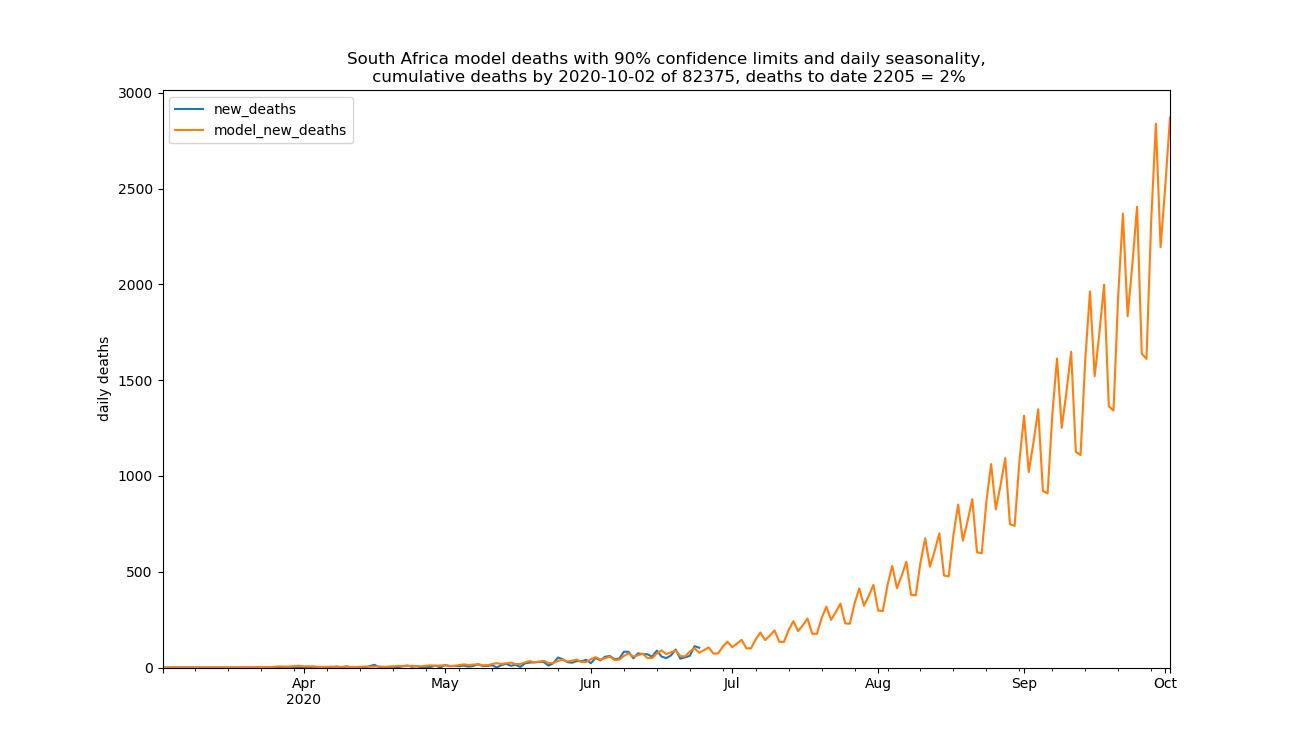 South Africa model deaths with 90% confidence limits and daily seasonality,
cumulative deaths by 2020-10-02 of 82375, deaths to date 2205 = 2%
new_deaths
model_new_deaths
daily deaths
3000
2500
2000
1500
1000
500
0
Apr
2020
May
Jun
Jul
Aug
Sep
Oct